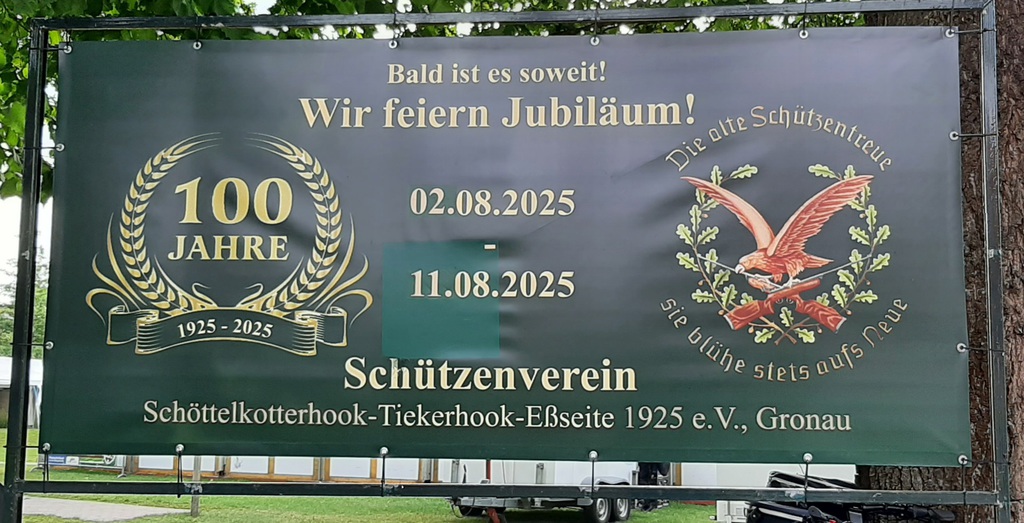 Bald ist es soweit!
Wir feiern Jubiläum!
100
JAHRE
1925 - 2025
02.08.2025
-
11.08.2025
Die alte Schützentreue
sie blühe stets aufs Neue
Schützenverein
Schöttelkotterhook-Tiekerhook-Eßseite 1925 e.V., Gronau